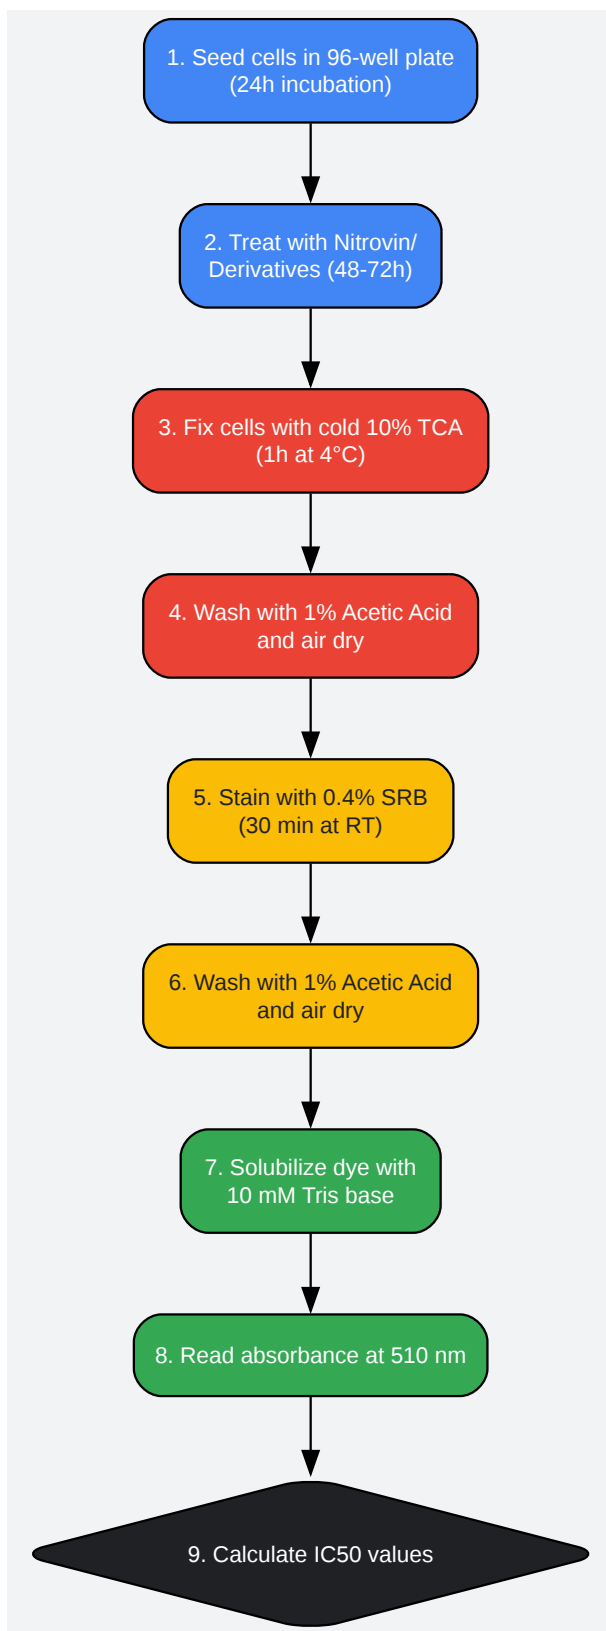 1. Seed cells in 96-well plate
(24h incubation)
2. Treat with Nitrovin/
Derivatives (48-72h)
3. Fix cells with cold 10% TCA
(1h at 4°C)
4. Wash with 1% Acetic Acid
and air dry
5. Stain with 0.4% SRB
(30 min at RT)
6. Wash with 1% Acetic Acid
and air dry
7. Solubilize dye with
10 mM Tris base
8. Read absorbance at 510 nm
9. Calculate IC50 values